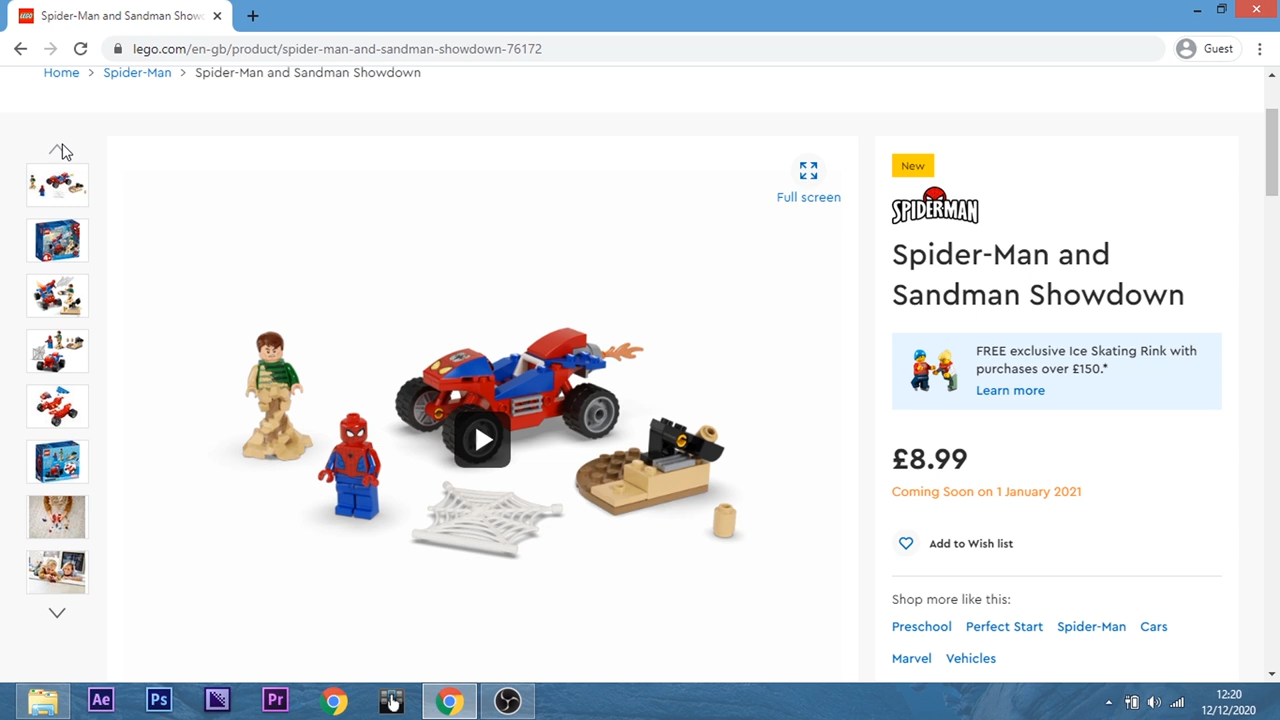 Spider-Man and Sandman Show
lego.com/en-gb/product/spider-man-and-sandman-showdown-76172
Guest
Home > Spider-Man > Spider-Man and Sandman Showdown
Full screen
New
SPIDERMAN
Spider-Man and
Sandman Showdown
FREE exclusive Ice Skating Rink with
purchases over £150.*
Learn more
£8.99
Coming Soon on 1 January 2021
Add to Wish list
Shop more like this:
Preschool Perfect Start Spider-Man Cars
Marvel Vehicles
Ae Ps Pr
12:20
12/12/2020